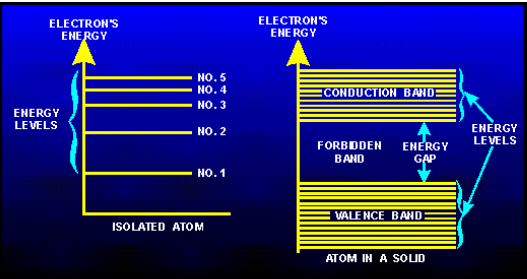 ELECTRON'S
ENERGY
NO. 5
NO. 4
NO. 3
NO. 2
NO. 1
ENERGY
LEVELS
ISOLATED ATOM
ELECTRON'S
ENERGY
CONDUCTION BAND
FORBIDDEN
BAND
ENERGY
GAP
ENERGY
LEVELS
VALENCE BAND
ATOM IN A SOLID